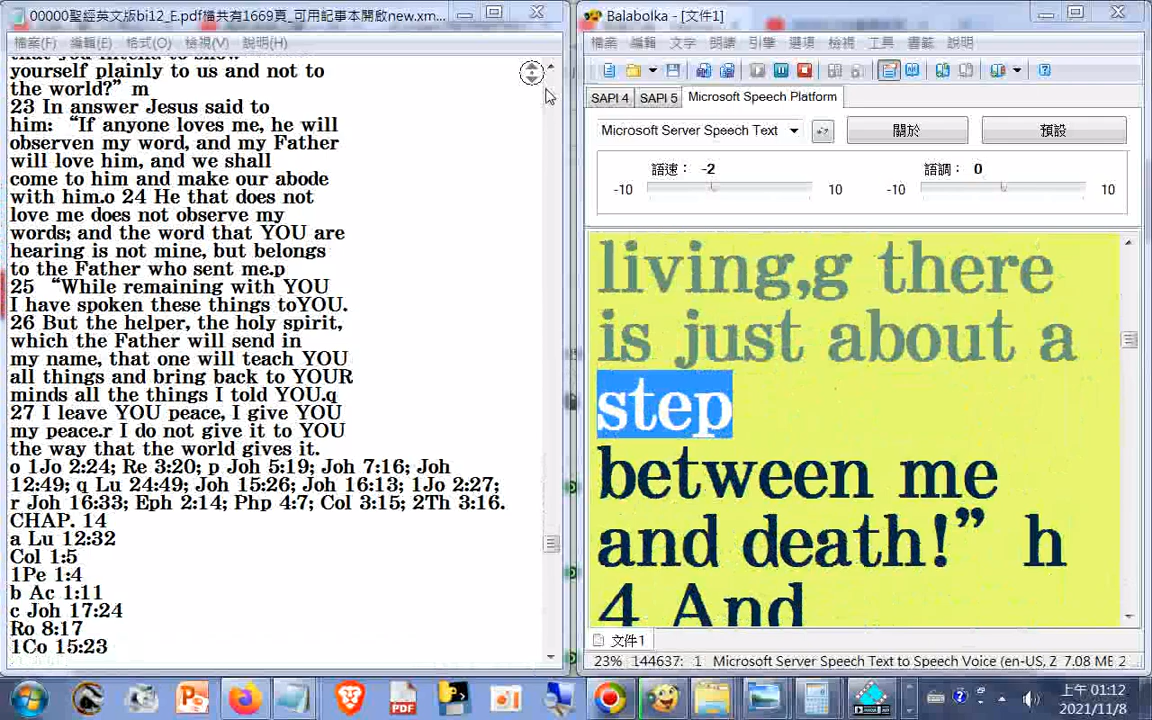 00000聖經英文版bi12_E.pdf檔共有1669頁_可用記事本開啟new.xm...
檔案(F) 編輯(E) 格式(O) 檢視(V) 說明(H)
that you intend to show
yourself plainly to us and not to
the world?” m
23 In answer Jesus said to
him: “If anyone loves me, he will
observen my word, and my Father
will love him, and we shall
come to him and make our abode
with him.o 24 He that does not
love me does not observe my
words; and the word that YOU are
hearing is not mine, but belongs
to the Father who sent me.p
25 “While remaining with YOU
I have spoken these things toYOU.
26 But the helper, the holy spirit,
which the Father will send in
my name, that one will teach YOU
all things and bring back to YOUR
minds all the things I told YOU.q
27 I leave YOU peace, I give YOU
my peace.r I do not give it to YOU
the way that the world gives it.
o 1Jo 2:24; Re 3:20; p Joh 5:19; Joh 7:16; Joh
12:49; q Lu 24:49; Joh 15:26; Joh 16:13; 1Jo 2:27;
r Joh 16:33; Eph 2:14; Php 4:7; Col 3:15; 2Th 3:16.
CHAP. 14
a Lu 12:32
Col 1:5
1Pe 1:4
b Ac 1:11
c Joh 17:24
Ro 8:17
1Co 15:23
Balabolka - [文件1]
檔案 編輯 文字 朗讀 引擎 選項 檢視 工具 書籤 說明
SAPI 4 SAPI 5 Microsoft Speech Platform
Microsoft Server Speech Text 關於 預設
語速： -2 語調： 0
-10 10 -10 10
living,g there
is just about a
step
between me
and death!” h
4 And
文件1
23% 144637: 1 Microsoft Server Speech Text to Speech Voice (en-US, Z 7.08 MB
PDF
上午 01:12
2021/11/8